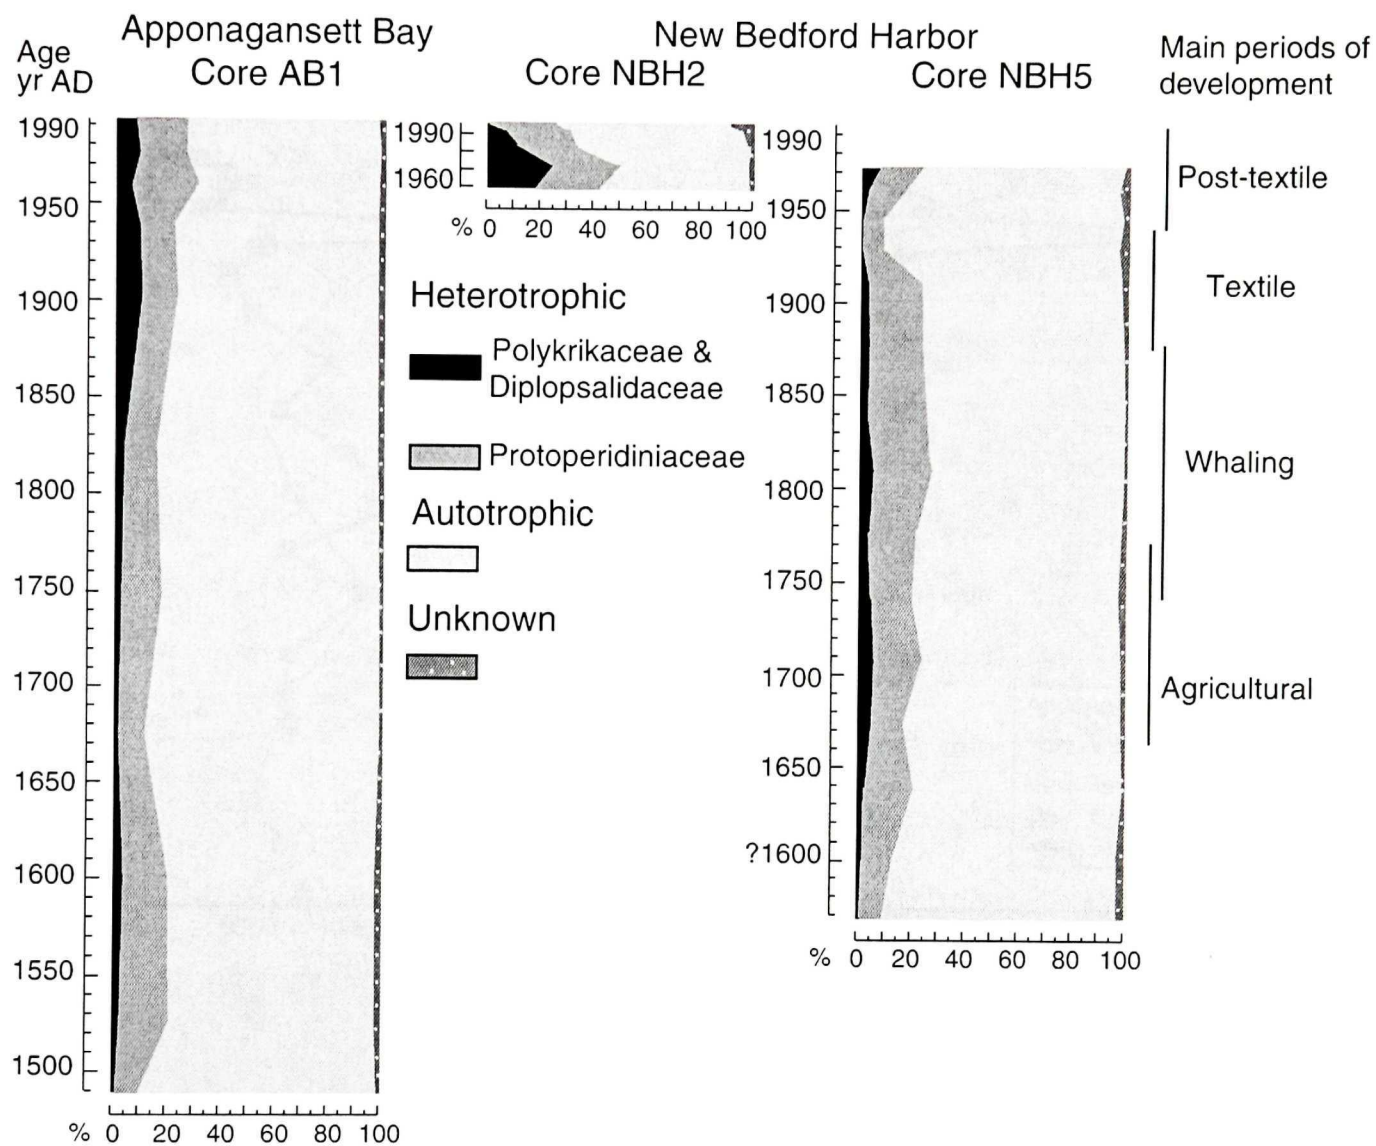 Apponagansett Bay
New Bedford Harbor
Age
yr AD
Core AB1
Core NBH2
Core NBH5
Main periods of
development
1990
1950
1900
1850
1800
1750
1700
1650
1600
1550
1500
% 0 20 40 60 80 100
1990
1960
% 0 20 40 60 80 100
Heterotrophic
Polykrikaceae &
Diplopsalidaceae
Protoperidiniaceae
Autotrophic
Unknown
1990
1950
1900
1850
1800
1750
1700
1650
?1600
% 0 20 40 60 80 100
Post-textile
Textile
Whaling
Agricultural